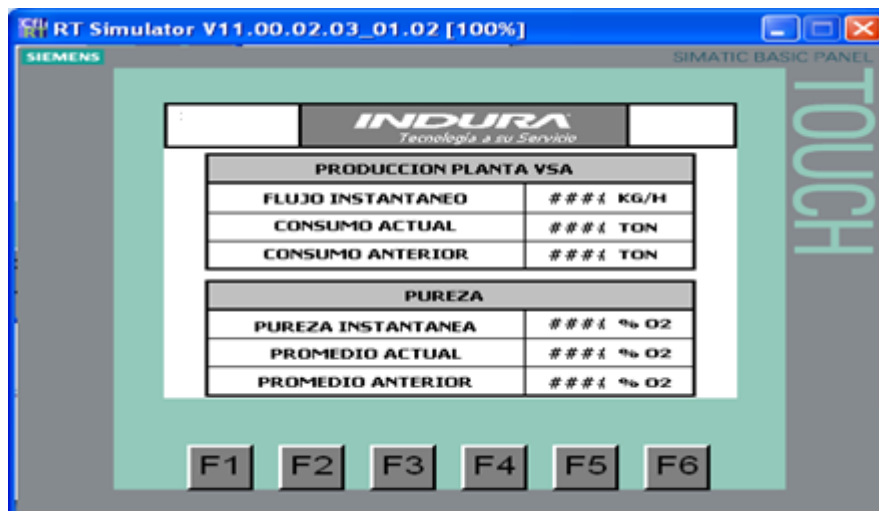 RT Simulator V11.00.02.03_01.02 [100%]
SIEMENS
SIMATIC BASIC PANEL
TOUCH
INDURA
Tecnología a su Servicio
PRODUCCION PLANTA VSA
FLUJO INSTANTANEO ### KG/H
CONSUMO ACTUAL ### TON
CONSUMO ANTERIOR ### TON
PUREZA
PUREZA INSTANTANEA ### % O2
PROMEDIO ACTUAL ### % O2
PROMEDIO ANTERIOR ### % O2
F1 F2 F3 F4 F5 F6